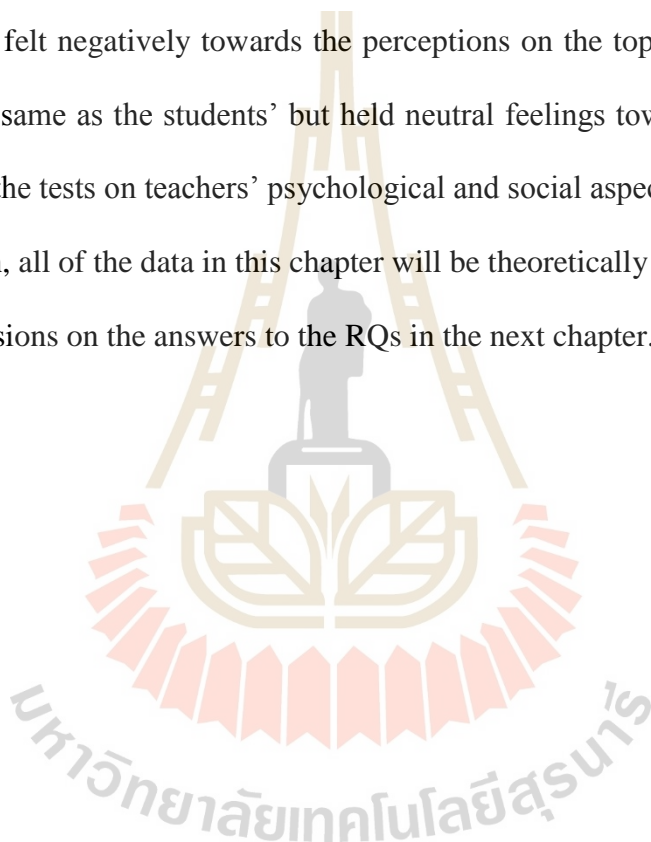 felt negatively towards the perceptions on the top
same as the students’ but held neutral feelings tow
the tests on teachers’ psychological and social aspec
, all of the data in this chapter will be theoretically
sions on the answers to the RQs in the next chapter.
มหาวิทยาลัยเทคโนโลยีสุรนารี